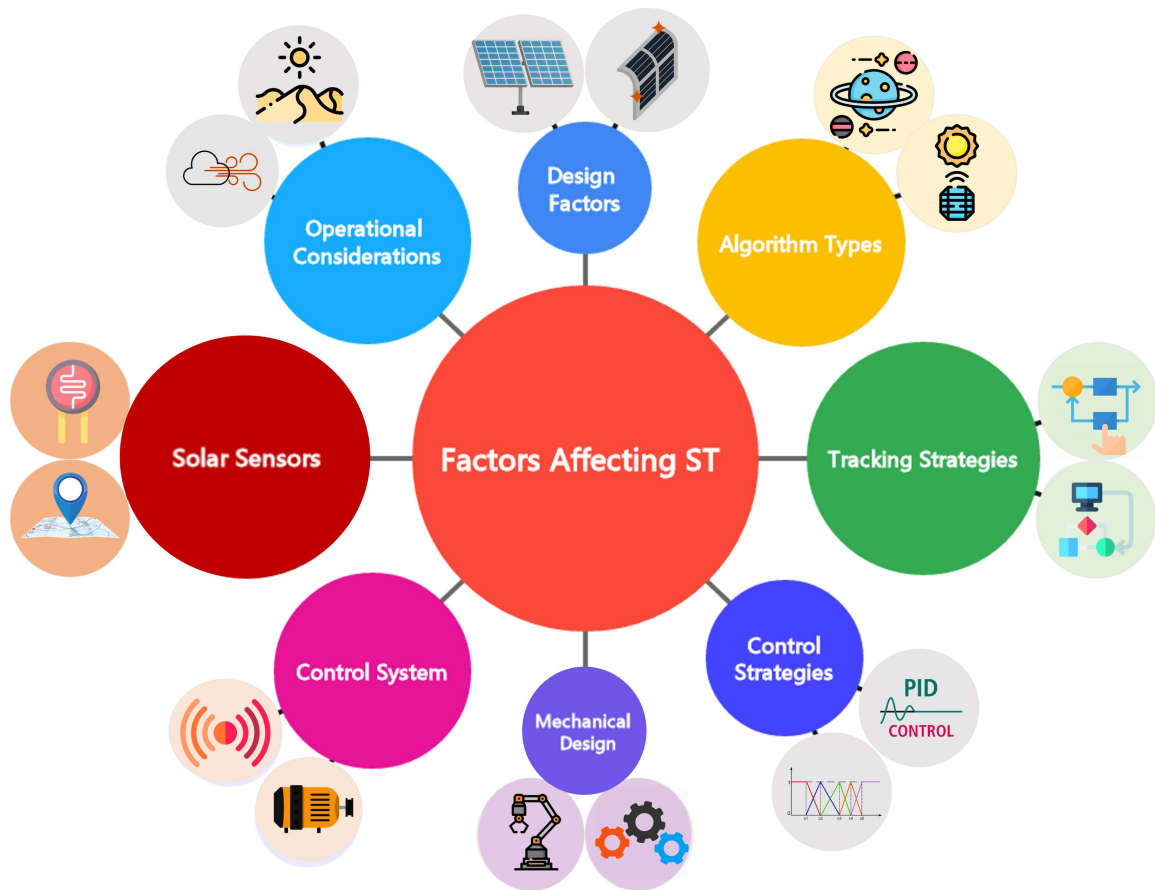 Design
Factors
Operational
Considerations
Algorithm Types
Solar Sensors
Factors Affecting ST
Tracking Strategies
Control System
Control
Strategies
PID
CONTROL
Mechanical
Design